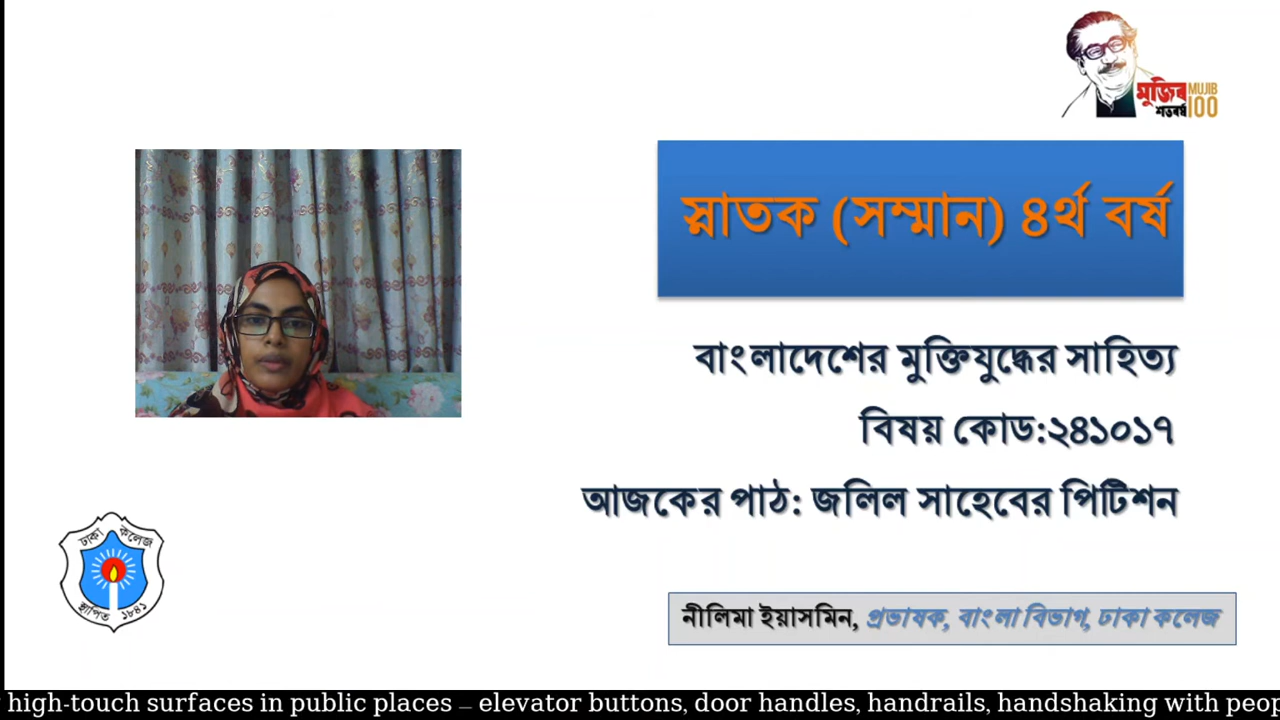 মুজিব MUJIB
শতবর্ষ 100
স্নাতক (সম্মান) ৪র্থ বর্ষ
বাংলাদেশের মুক্তিযুদ্ধের সাহিত্য
বিষয় কোড:২৪১০১৭
আজকের পাঠ: জলিল সাহেবের পিটিশন
ঢাকা কলেজ
স্থাপিত ১৮৪১
নীলিমা ইয়াসমিন, প্রভাষক, বাংলা বিভাগ, ঢাকা কলেজ
high-touch surfaces in public places – elevator buttons, door handles, handrails, handshaking with peop